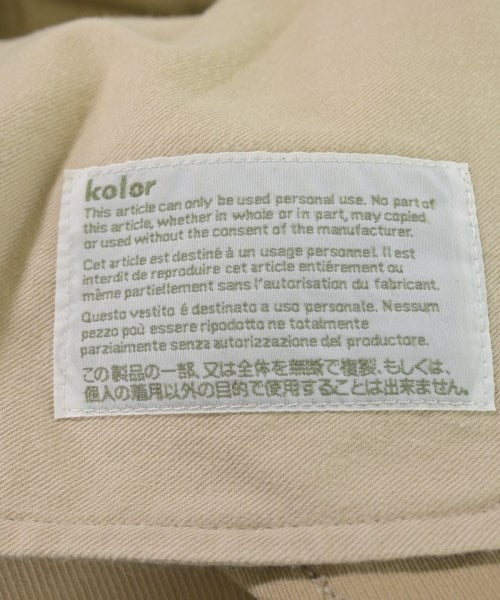 kolor
This article can only be used personal use. No part of
this article, whether in whole or in part, may copied
or used without the consent of the manufacturer.
Cet article est destiné à un usage personnel. Il est
interdit de reproduire cet article entiérement ou
même partiellement sans l'autorisation du fabricant.
Questo vestito é destinato a uso personale. Nessum
pezzo poù essere ripodotto ne totalmente
parzialmente senza autorizzazione del productore.
この製品の一部、又は全体を無断で複製、もしくは、
個人の着用以外の目的で使用することは出来ません。